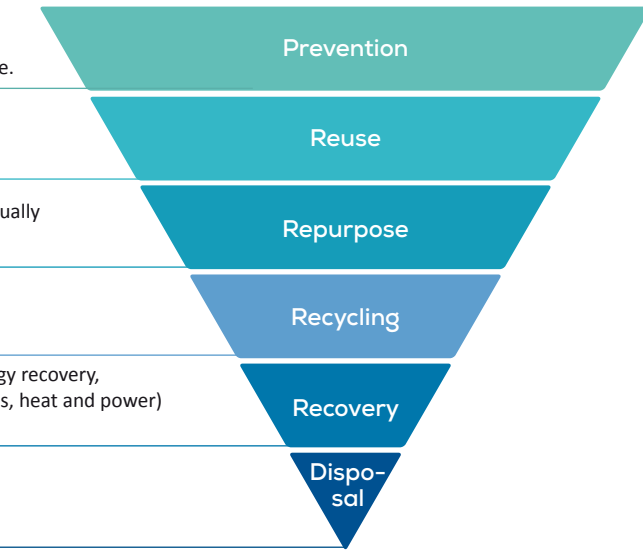 Prevention
e.
Reuse
ually
Repurpose
Recycling
gy recovery,
s, heat and power)
Recovery
Dispo-
sal